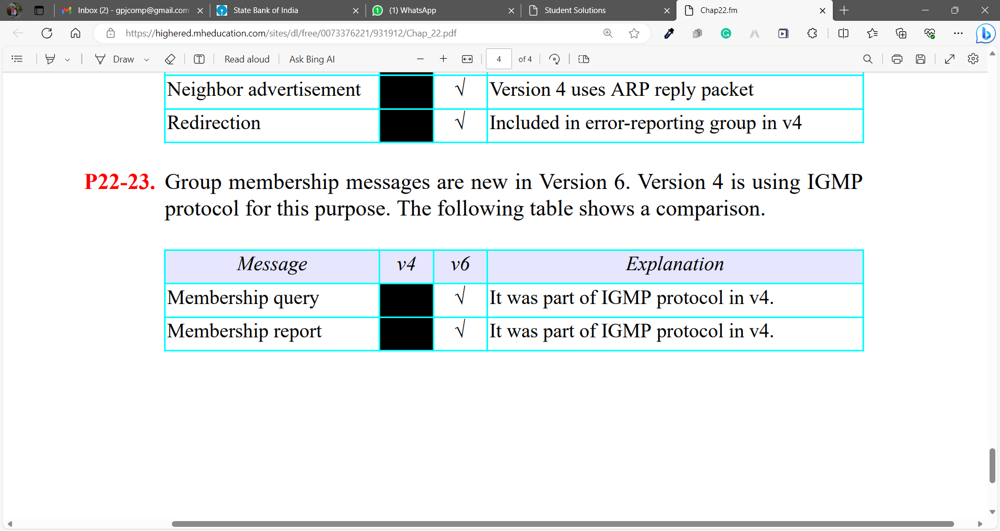 Inbox (2) - gpjcomp@gmail.com
State Bank of India
1 (1) WhatsApp
Student Solutions
Chap22.fm
https://highered.mheducation.com/sites/dl/free/0073376221/931912/Chap_22.pdf
Draw T Read aloud Ask Bing AI 4 of 4
Neighbor advertisement √ Version 4 uses ARP reply packet
Redirection √ Included in error-reporting group in v4
P22-23. Group membership messages are new in Version 6. Version 4 is using IGMP
protocol for this purpose. The following table shows a comparison.
Message v4 v6 Explanation
Membership query √ It was part of IGMP protocol in v4.
Membership report √ It was part of IGMP protocol in v4.